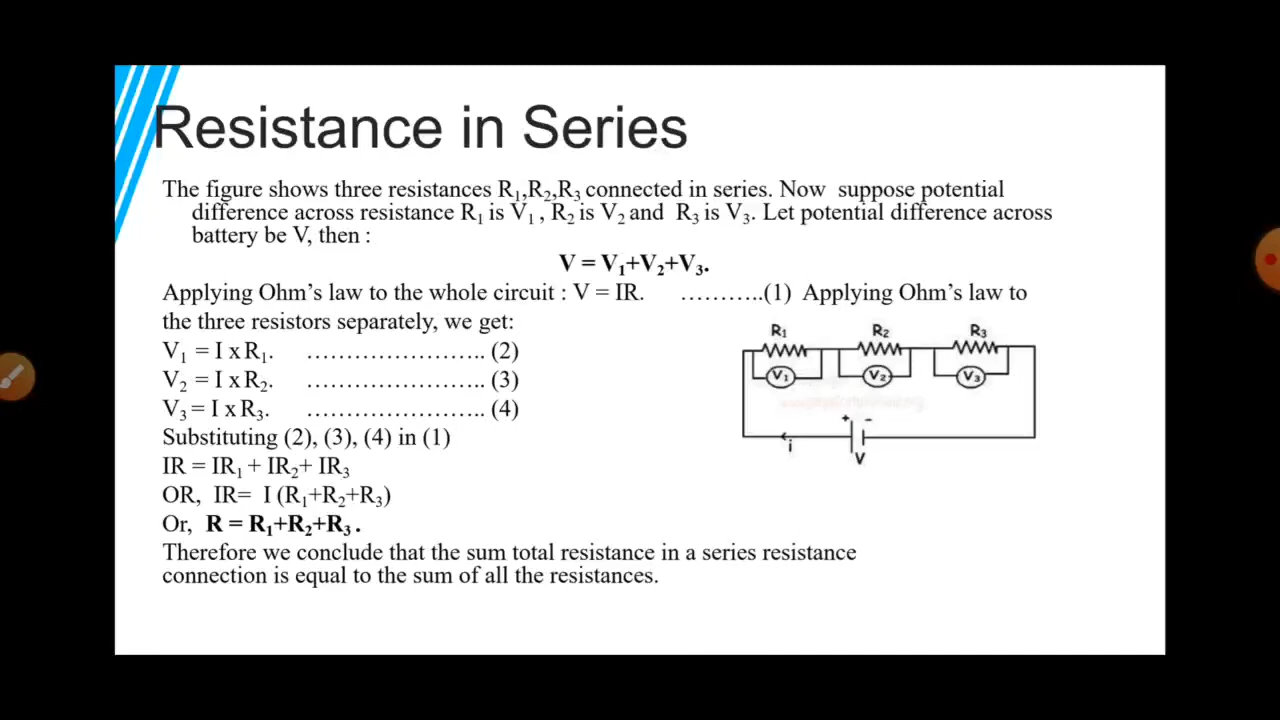 Resistance in Series
The figure shows three resistances R₁,R₂,R₃ connected in series. Now suppose potential
difference across resistance R₁ is V₁ , R₂ is V₂ and R₃ is V₃. Let potential difference across
battery be V, then :
V = V₁+V₂+V₃.
Applying Ohm's law to the whole circuit : V = IR. ………..(1) Applying Ohm's law to
the three resistors separately, we get:
V₁ = I x R₁. ………………….. (2)
V₂ = I x R₂. ………………….. (3)
V₃ = I x R₃. ………………….. (4)
Substituting (2), (3), (4) in (1)
IR = IR₁ + IR₂+ IR₃
OR, IR= I (R₁+R₂+R₃)
Or, R = R₁+R₂+R₃ .
Therefore we conclude that the sum total resistance in a series resistance
connection is equal to the sum of all the resistances.
R₁ R₂ R₃
V₁ V₂ V₃
+ -
i
V